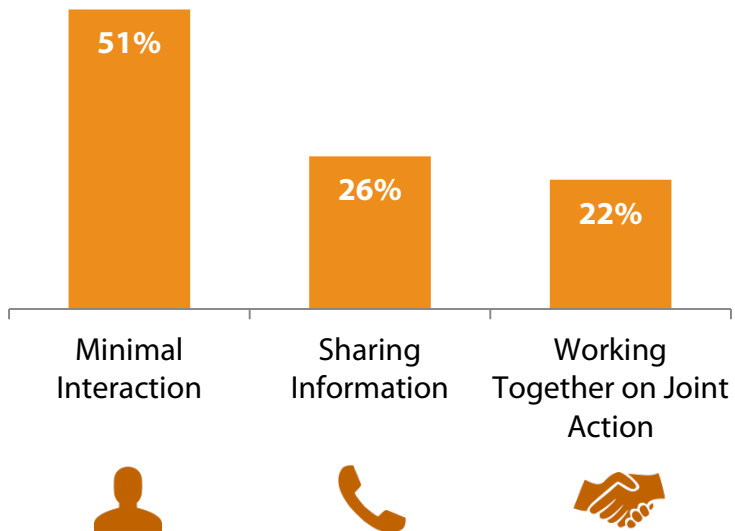 51%
26%
22%
Minimal
Interaction
Sharing
Information
Working
Together on Joint
Action